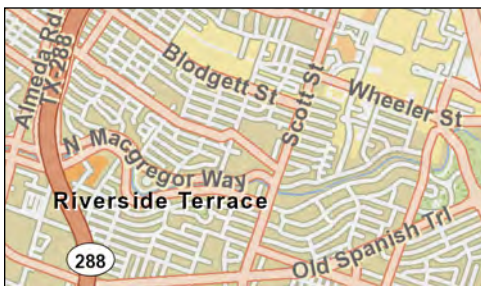 Almeda Rd
TX-288
Blodgett St
Scott St
Wheeler St
N Macgregor Way
Riverside Terrace
Old Spanish Trl
288